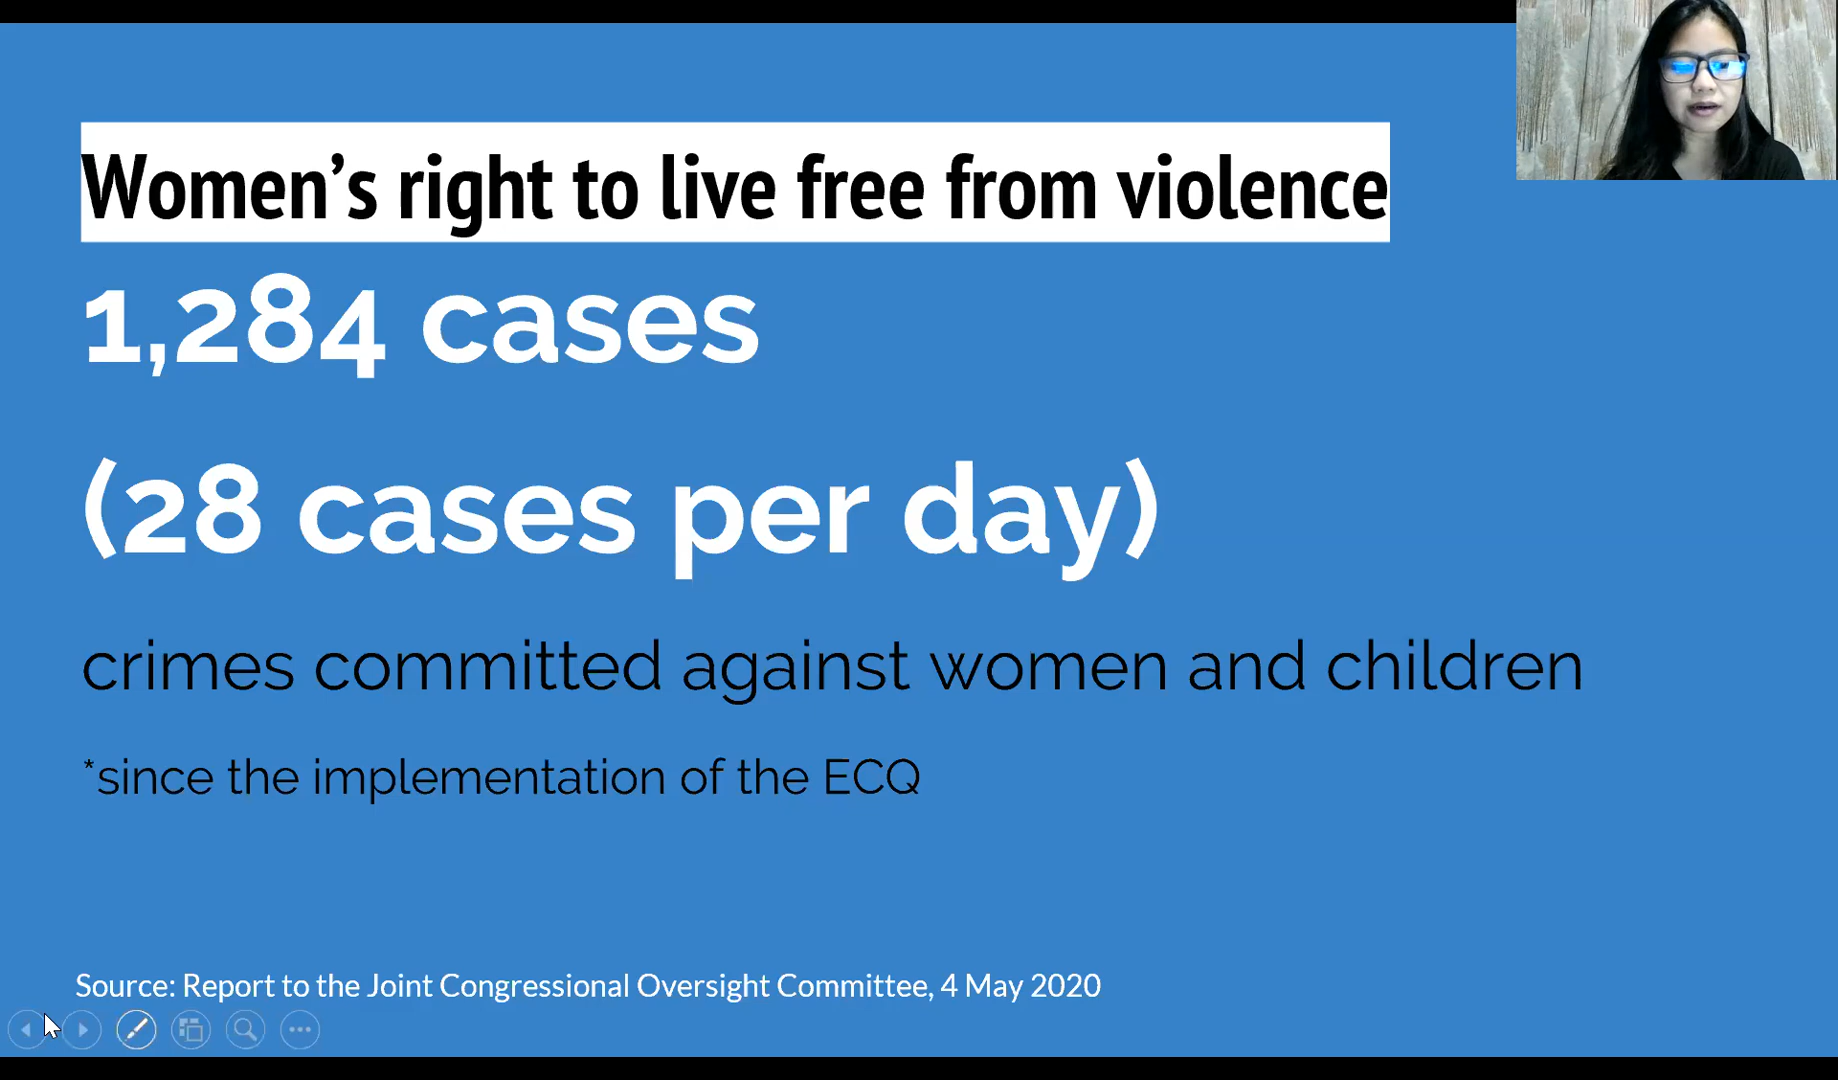 Women’s right to live free from violence
1,284 cases
(28 cases per day)
crimes committed against women and children
*since the implementation of the ECQ
Source: Report to the Joint Congressional Oversight Committee, 4 May 2020